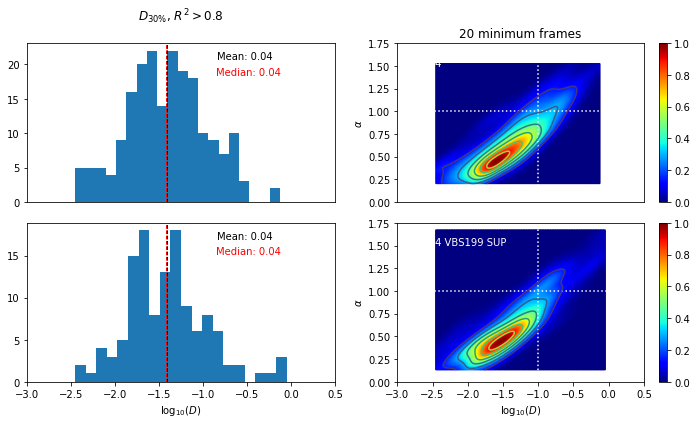 D30%, R² > 0.8
Mean: 0.04
Median: 0.04
20
15
10
5
0
20 minimum frames
4
α
1.75
1.50
1.25
1.00
0.75
0.50
0.25
0.00
1.0
0.8
0.6
0.4
0.2
0.0
Mean: 0.04
Median: 0.04
15
10
5
0
−3.0 −2.5 −2.0 −1.5 −1.0 −0.5 0.0 0.5
log10(D)
4 VBS199 SUP
α
1.75
1.50
1.25
1.00
0.75
0.50
0.25
0.00
−3.0 −2.5 −2.0 −1.5 −1.0 −0.5 0.0 0.5
log10(D)
1.0
0.8
0.6
0.4
0.2
0.0